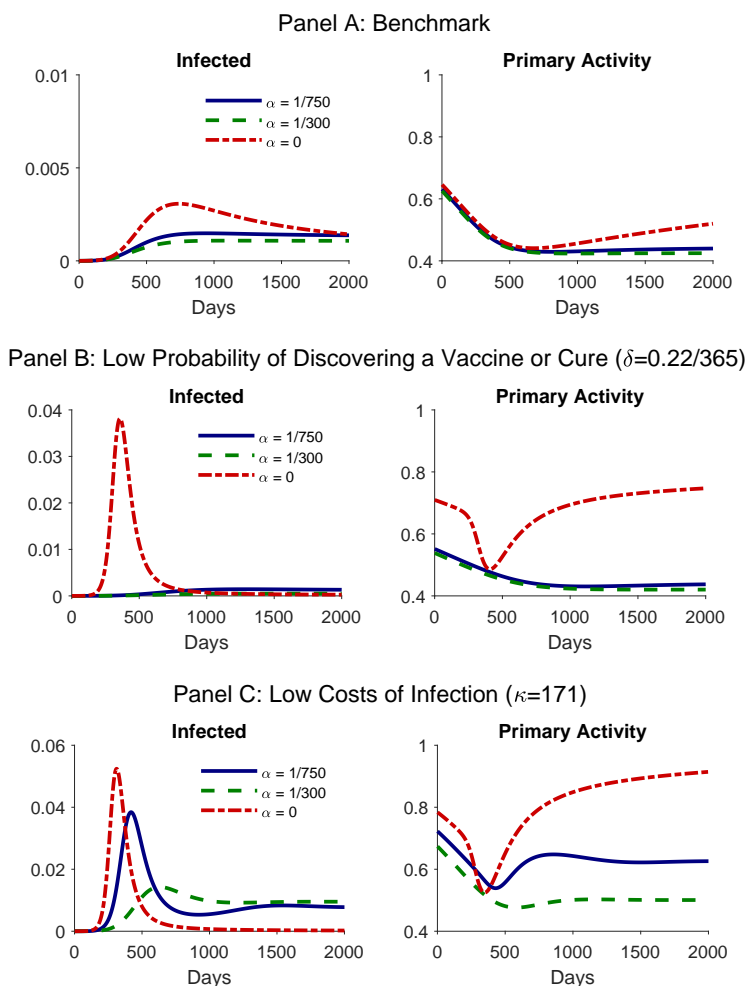 Panel A: Benchmark
Infected
0.01
0.005
0
0 500 1000 1500 2000
Days
α = 1/750
α = 1/300
α = 0
Primary Activity
1
0.8
0.6
0.4
0 500 1000 1500 2000
Days
Panel B: Low Probability of Discovering a Vaccine or Cure (δ=0.22/365)
Infected
0.04
0.03
0.02
0.01
0
0 500 1000 1500 2000
Days
α = 1/750
α = 1/300
α = 0
Primary Activity
1
0.8
0.6
0.4
0 500 1000 1500 2000
Days
Panel C: Low Costs of Infection (κ=171)
Infected
0.06
0.04
0.02
0
0 500 1000 1500 2000
Days
α = 1/750
α = 1/300
α = 0
Primary Activity
1
0.8
0.6
0.4
0 500 1000 1500 2000
Days